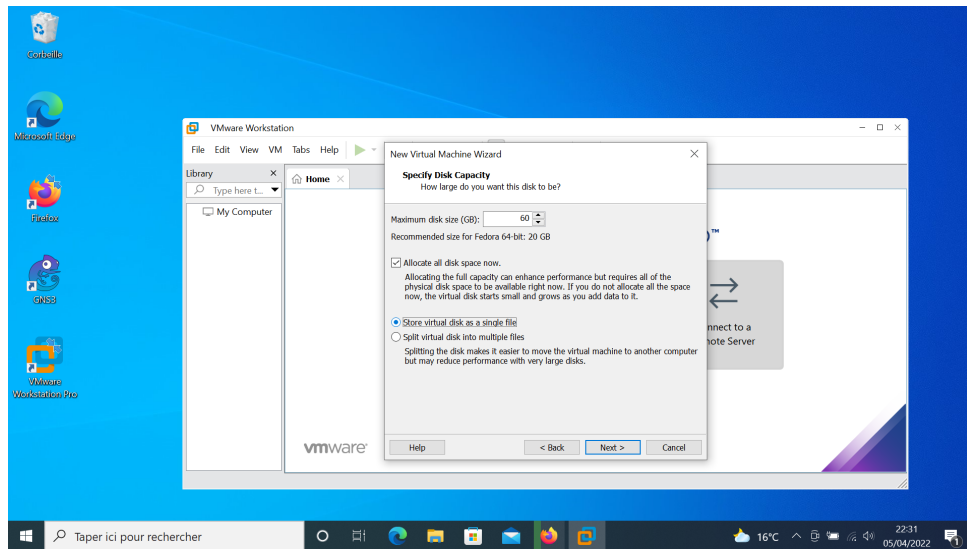 Corbeille
Microsoft Edge
Firefox
GNS3
VMware
Workstation Pro
VMware Workstation
File Edit View VM Tabs Help
Library
Type here t...
My Computer
Home
New Virtual Machine Wizard
Specify Disk Capacity
How large do you want this disk to be?
Maximum disk size (GB): 60
Recommended size for Fedora 64-bit: 20 GB
Allocate all disk space now.
Allocating the full capacity can enhance performance but requires all of the
physical disk space to be available right now. If you do not allocate all the space
now, the virtual disk starts small and grows as you add data to it.
Store virtual disk as a single file
Split virtual disk into multiple files
Splitting the disk makes it easier to move the virtual machine to another computer
but may reduce performance with very large disks.
Help < Back Next > Cancel
TM
nnect to a
note Server
vmware
Taper ici pour rechercher
16°C
22:31
05/04/2022
1